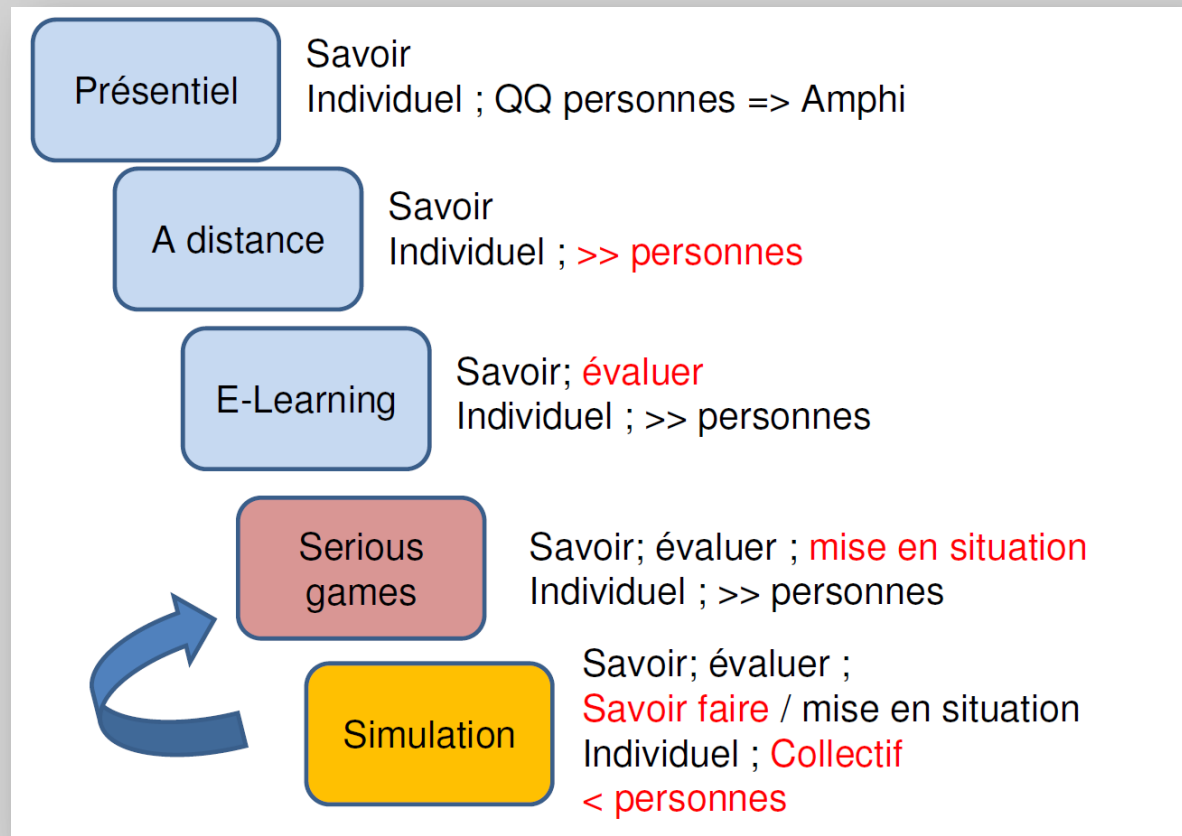 Présentiel
Savoir
Individuel ; QQ personnes => Amphi
A distance
Savoir
Individuel ; >> personnes
E-Learning
Savoir; évaluer
Individuel ; >> personnes
Serious
games
Savoir; évaluer ; mise en situation
Individuel ; >> personnes
Simulation
Savoir; évaluer ;
Savoir faire / mise en situation
Individuel ; Collectif
< personnes